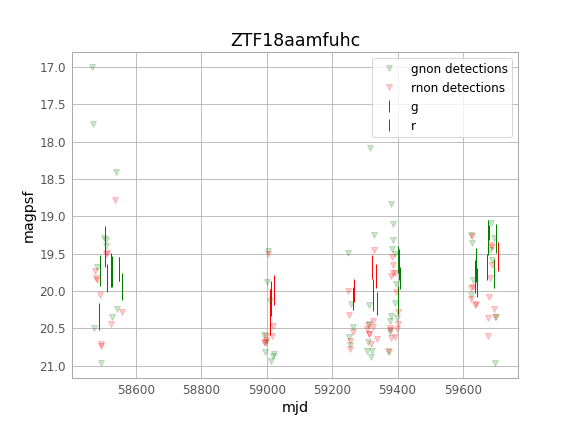 ZTF18aamfuhc
gnon detections
rnon detections
g
r
17.0
17.5
18.0
18.5
19.0
19.5
20.0
20.5
21.0
magpsf
58600
58800
59000
59200
59400
59600
mjd